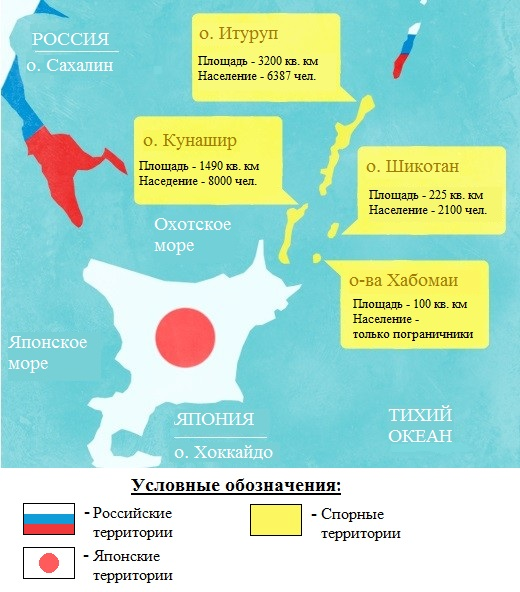 РОССИЯ
о. Сахалин
о. Итуруп
Площадь - 3200 кв. км
Население - 6387 чел.
о. Кунашир
Площадь - 1490 кв. км
Наседение - 8000 чел.
о. Шикотан
Площадь - 225 кв. км
Население - 2100 чел.
Охотское
море
о-ва Хабомаи
Площадь - 100 кв. км
Население -
только пограничники
Японское
море
ЯПОНИЯ
о. Хоккайдо
ТИХИЙ
ОКЕАН
Условные обозначения:
- Российские
территории
- Спорные
территории
- Японские
территории